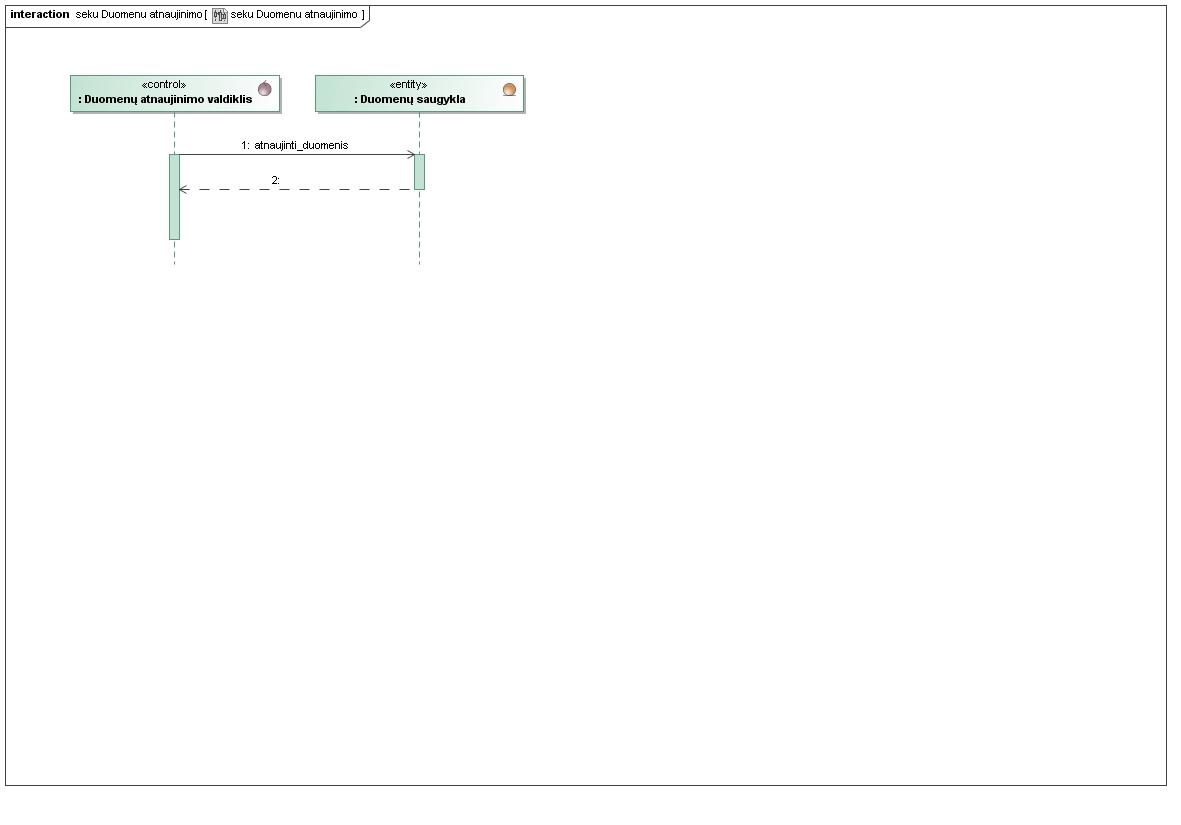 interaction seku Duomenu atnaujinimo [ seku Duomenu atnaujinimo ]
«control»
: Duomenų atnaujinimo valdiklis
«entity»
: Duomenų saugykla
1: atnaujinti_duomenis
2: